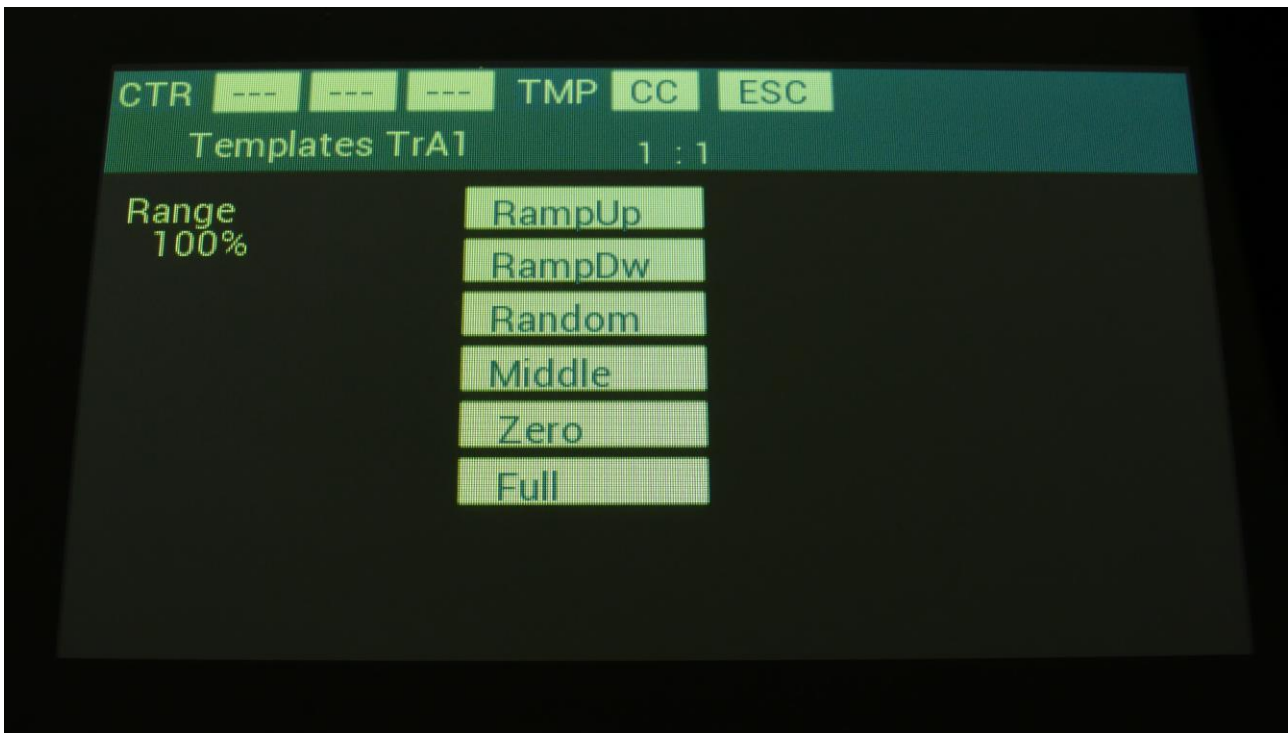 CTR --- --- --- TMP CC ESC
Templates TrA1 1 : 1
Range
100%
RampUp
RampDw
Random
Middle
Zero
Full